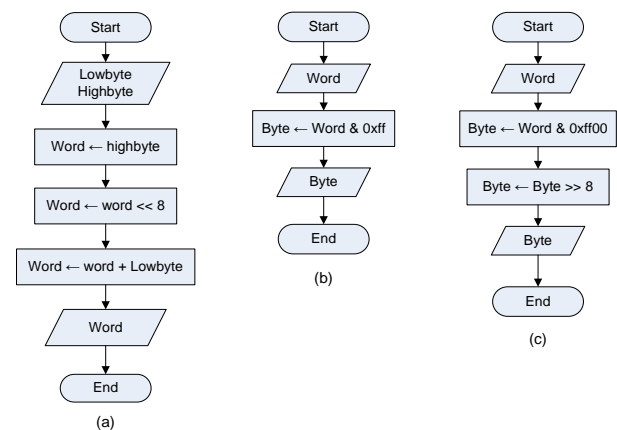 Start
Lowbyte
Highbyte
Word ← highbyte
Word ← word << 8
Word ← word + Lowbyte
Word
End
(a)
Start
Word
Byte ← Word & 0xff
Byte
End
(b)
Start
Word
Byte ← Word & 0xff00
Byte ← Byte >> 8
Byte
End
(c)